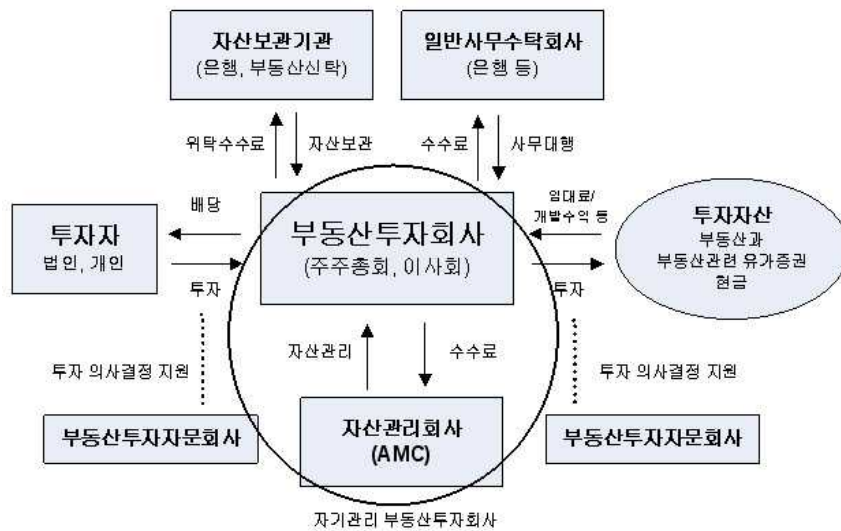 자산보관기관
(은행, 부동산신탁)
일반사무수탁회사
(은행 등)
위탁수수료
자산보관
수수료
사무대행
투자자
법인, 개인
배당
투자
부동산투자회사
(주주총회, 이사회)
임대료/
개발수익 등
투자
투자자산
부동산과
부동산관련 유가증권
현금
자산관리
수수료
투자 의사결정 지원
투자 의사결정 지원
부동산투자자문회사
자산관리회사
(AMC)
부동산투자자문회사
자기관리 부동산투자회사